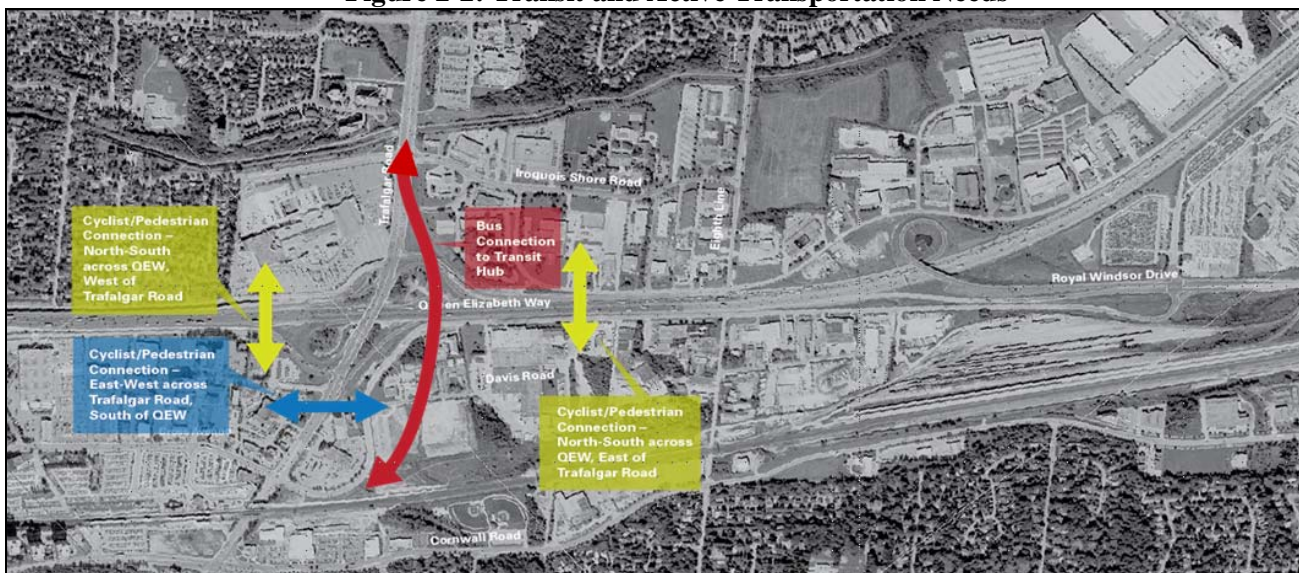 Figure 2-2: Transit and Active Transportation Needs
Trafalgar Road
Iroquois Shore Road
Eighth Line
Cyclist/Pedestrian
Connection –
North-South
across QEW,
West of
Trafalgar Road
Bus
Connection
to Transit
Hub
Royal Windsor Drive
Queen Elizabeth Way
Cyclist/Pedestrian
Connection –
East-West across
Trafalgar Road,
South of QEW
Davis Road
Cyclist/Pedestrian
Connection –
North-South across
QEW, East of
Trafalgar Road
Cornwall Road